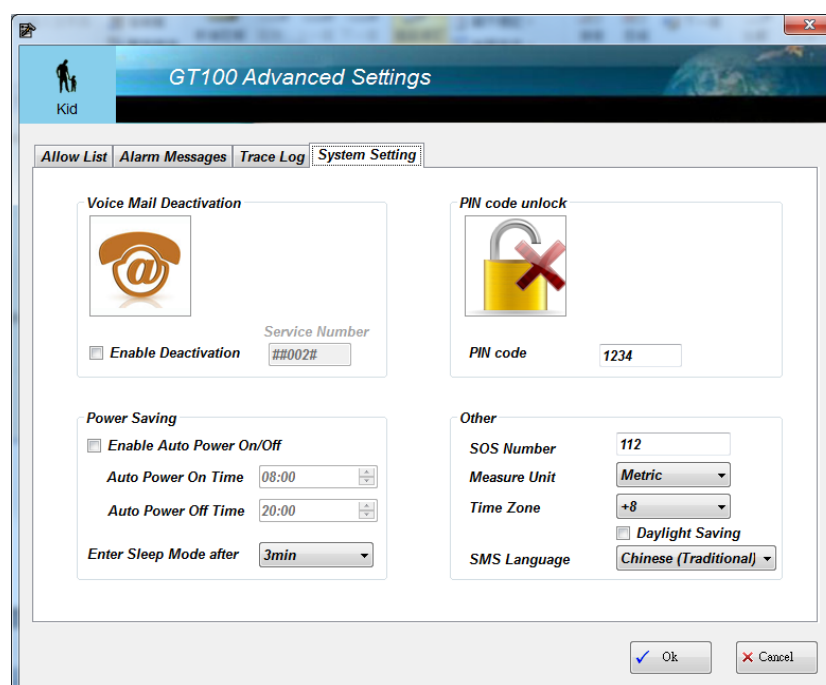 GT100 Advanced Settings
Kid
Allow List Alarm Messages Trace Log System Setting
Voice Mail Deactivation
Service Number
Enable Deactivation ##002#
PIN code unlock
PIN code 1234
Power Saving
Enable Auto Power On/Off
Auto Power On Time 08:00
Auto Power Off Time 20:00
Enter Sleep Mode after 3min
Other
SOS Number 112
Measure Unit Metric
Time Zone +8
Daylight Saving
SMS Language Chinese (Traditional)
Ok Cancel